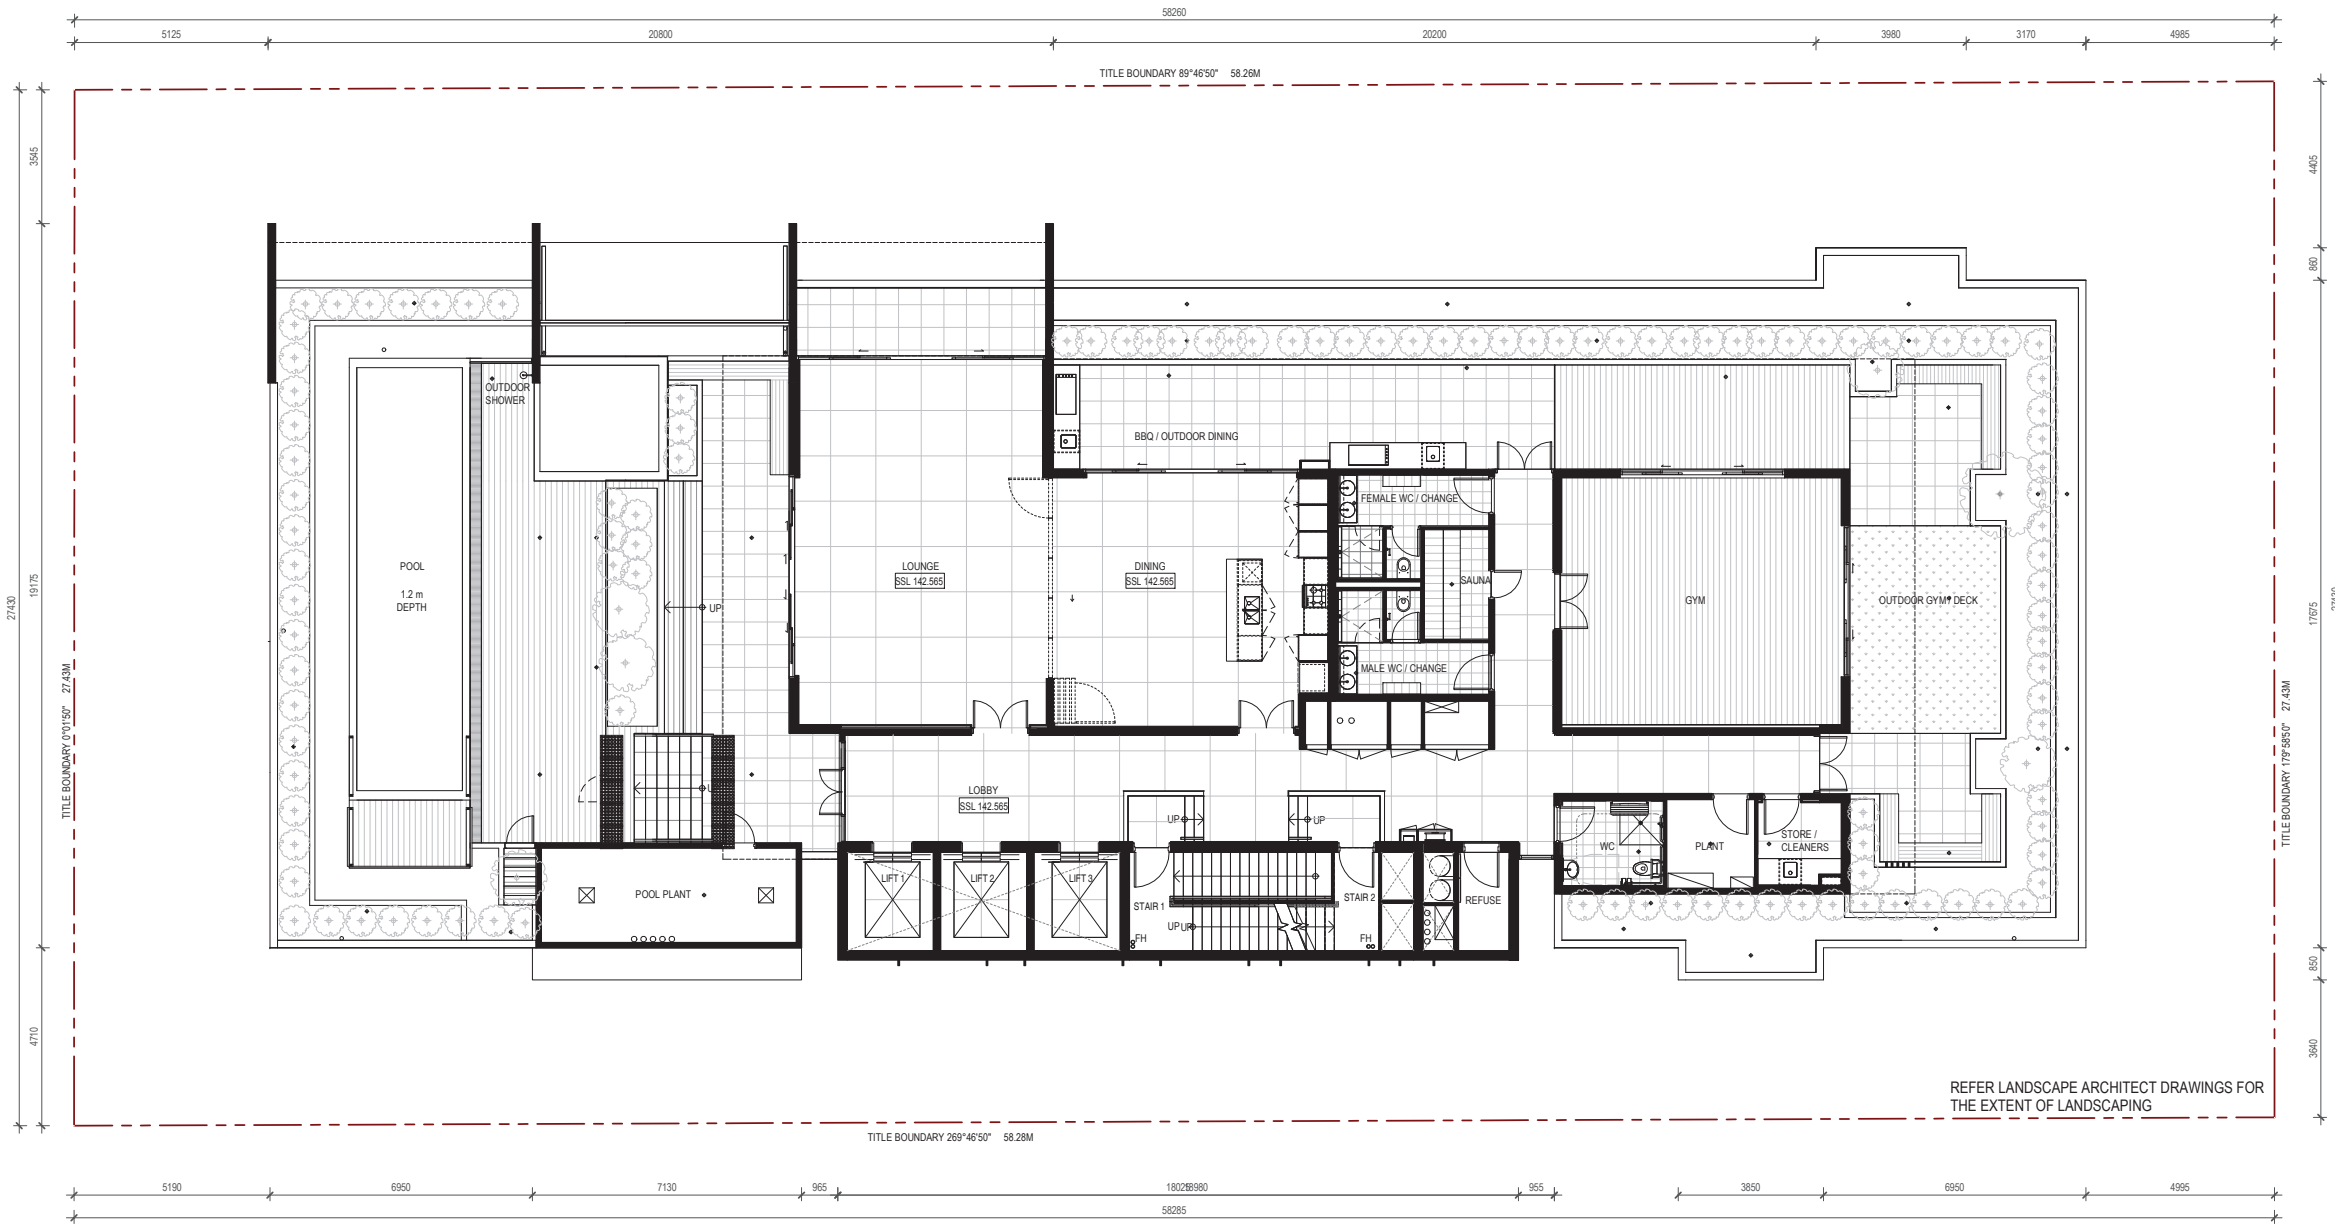 58260
5125 20800 20200 3980 3170 4985
TITLE BOUNDARY 89°46'50" 58.26M
3545
4405
860
OUTDOOR
SHOWER
BBQ / OUTDOOR DINING
FEMALE WC / CHANGE
POOL
1.2 m
DEPTH
LOUNGE
SSL 142.565
DINING
SSL 142.565
SAUNA
GYM
OUTDOOR GYM DECK
UP
27430
19175
17675
MALE WC / CHANGE
TITLE BOUNDARY 0°01'50" 27.43M
TITLE BOUNDARY 179°58'50" 27.43M
LOBBY
SSL 142.565
UP
UP
WC
PLANT
STORE /
CLEANERS
POOL PLANT
LIFT 1
LIFT 2
LIFT 3
STAIR 1
STAIR 2
REFUSE
UP
FH
FH
850
4710
3640
REFER LANDSCAPE ARCHITECT DRAWINGS FOR
THE EXTENT OF LANDSCAPING
TITLE BOUNDARY 269°46'50" 58.28M
5190 6950 7130 965 955 3850 6950 4995
58285